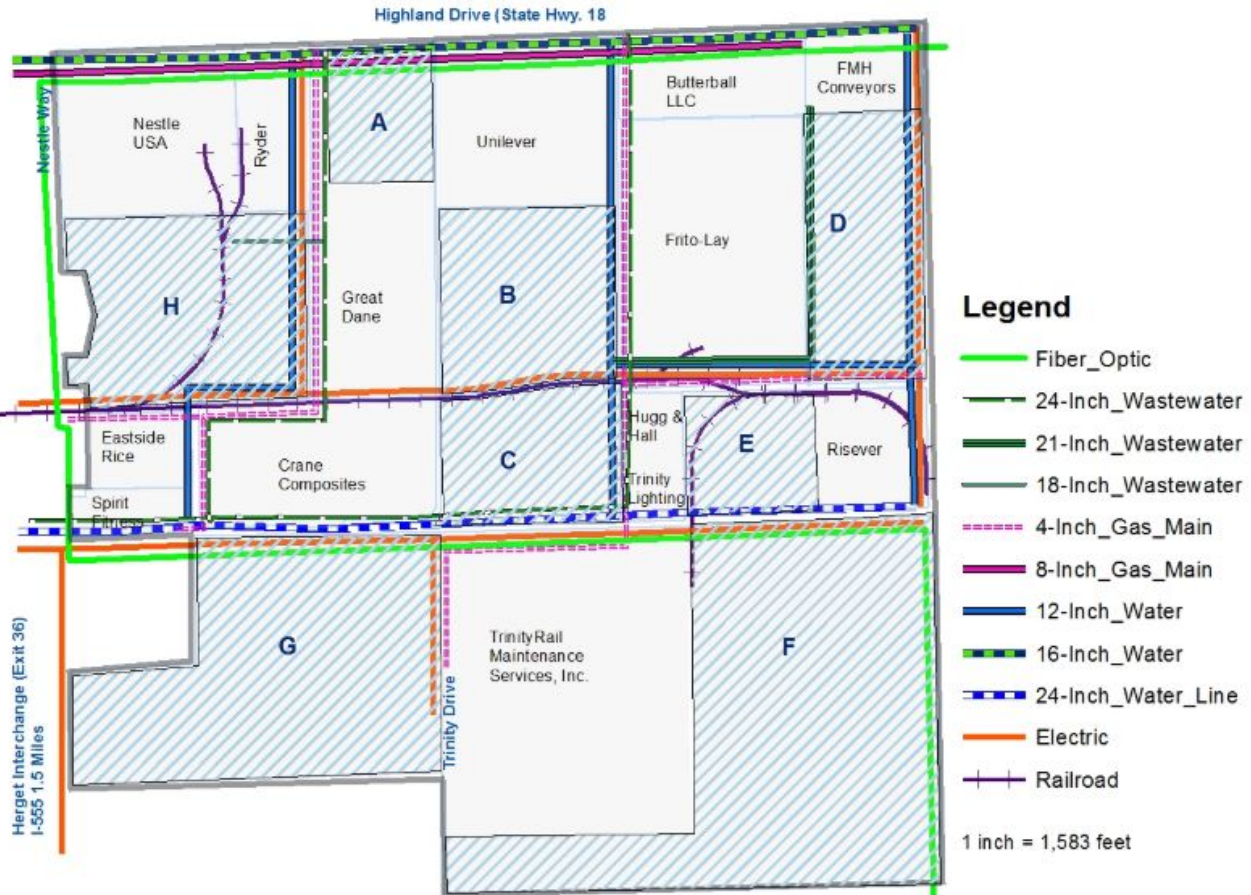 Highland Drive (State Hwy. 18
Nestle Way
Nestle
USA
Ryder
A
Unilever
Butterball
LLC
FMH
Conveyors
H
Great
Dane
B
Frito-Lay
D
Eastside
Rice
Spirit
Fitness
Crane
Composites
C
Hugg &
Hall
Trinity
Lighting
E
Risever
Herget Interchange (Exit 36)
I-555 1.5 Miles
G
Trinity Drive
TrinityRail
Maintenance
Services, Inc.
F
Legend
Fiber_Optic
24-Inch_Wastewater
21-Inch_Wastewater
18-Inch_Wastewater
4-Inch_Gas_Main
8-Inch_Gas_Main
12-Inch_Water
16-Inch_Water
24-Inch_Water_Line
Electric
Railroad
1 inch = 1,583 feet